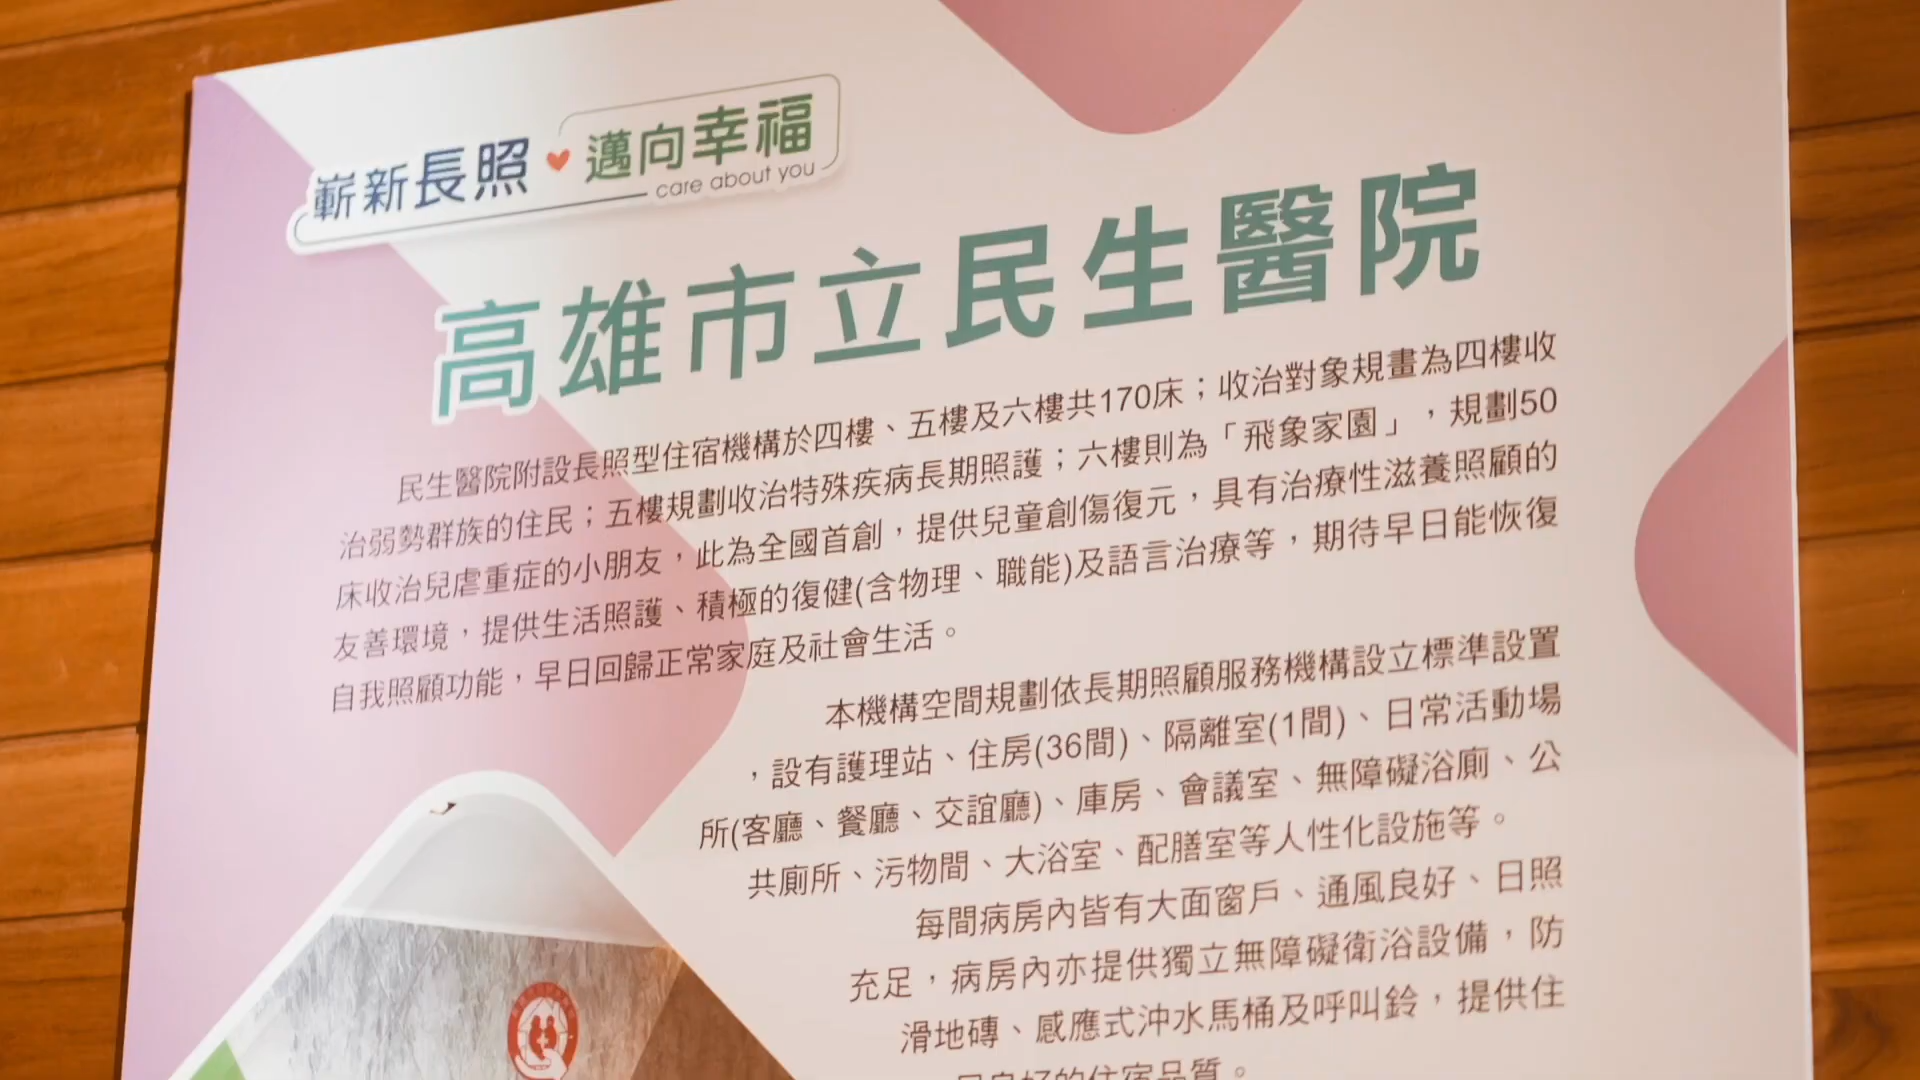 嶄新長照 邁向幸福
care about you
高雄市立民生醫院
民生醫院附設長照型住宿機構於四樓、五樓及六樓共170床；收治對象規畫為四樓收
治弱勢群族的住民；五樓規劃收治特殊疾病長期照護；六樓則為「飛象家園」，規劃50
床收治兒虐重症的小朋友，此為全國首創，提供兒童創傷復元，具有治療性滋養照顧的
友善環境，提供生活照護、積極的復健(含物理、職能)及語言治療等，期待早日能恢復
自我照顧功能，早日回歸正常家庭及社會生活。
本機構空間規劃依長期照顧服務機構設立標準設置
，設有護理站、住房(36間)、隔離室(1間)、日常活動場
所(客廳、餐廳、交誼廳)、庫房、會議室、無障礙浴廁、公
共廁所、污物間、大浴室、配膳室等人性化設施等。
每間病房內皆有大面窗戶、通風良好、日照
充足，病房內亦提供獨立無障礙衛浴設備，防
滑地磚、感應式沖水馬桶及呼叫鈴，提供住
民良好的住宿品質。